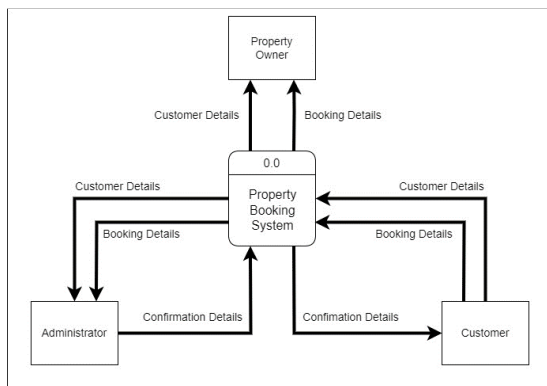 Property
Owner
Customer Details
Booking Details
0.0
Property
Booking
System
Customer Details
Customer Details
Booking Details
Booking Details
Confirmation Details
Confimation Details
Administrator
Customer